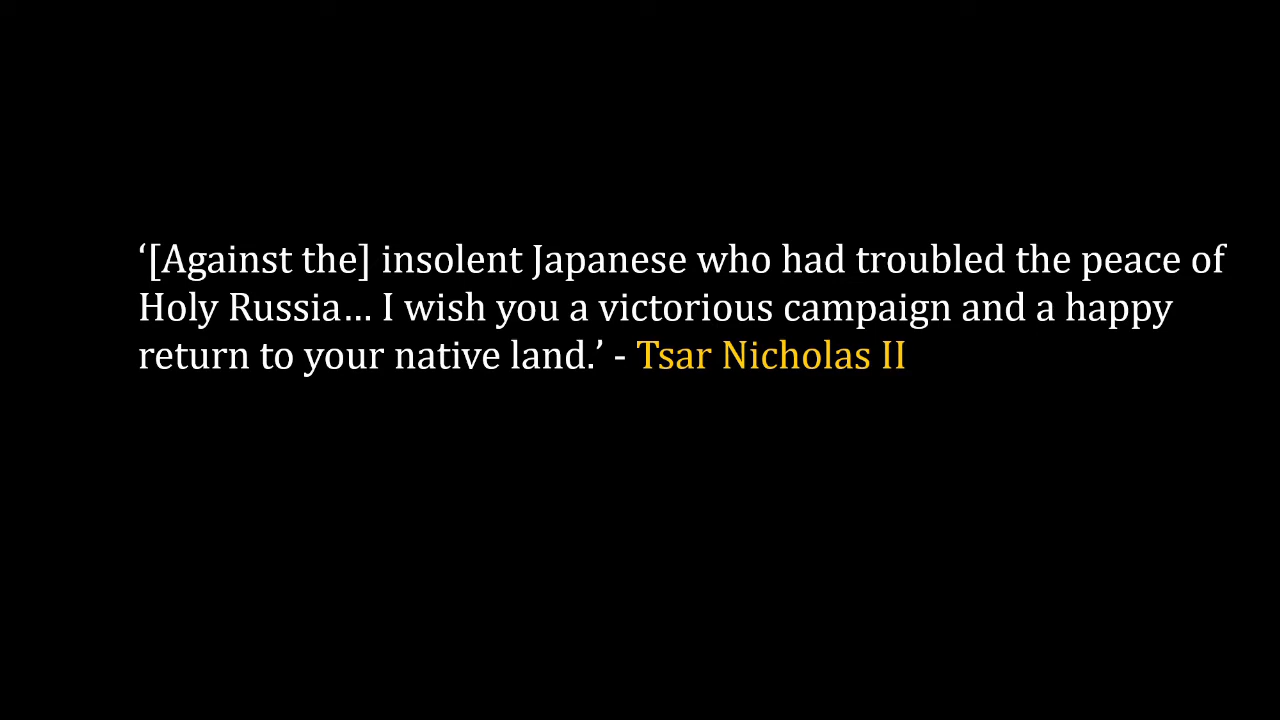 ‘[Against the] insolent Japanese who had troubled the peace of
Holy Russia… I wish you a victorious campaign and a happy
return to your native land.’ - Tsar Nicholas II